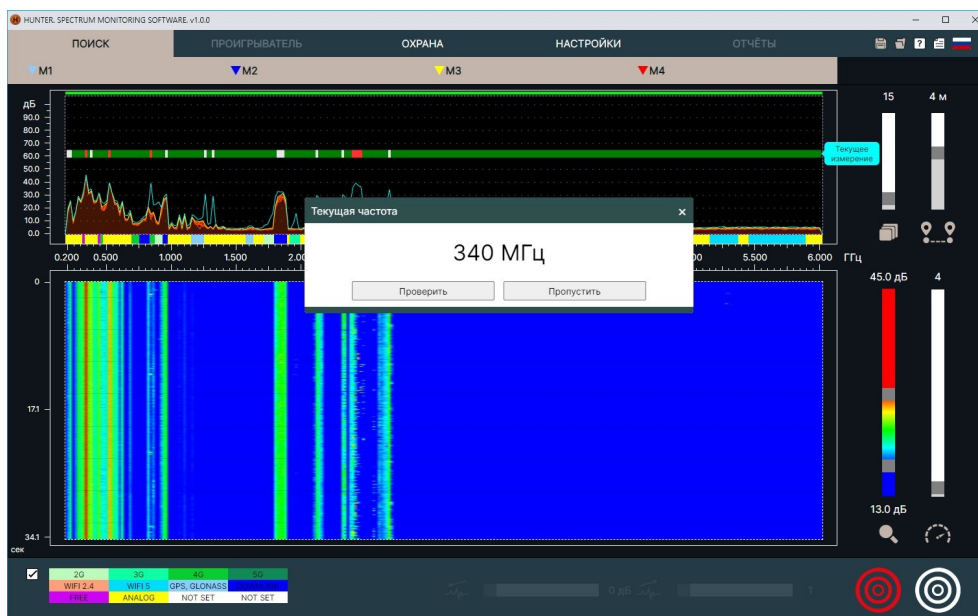 HUNTER. SPECTRUM MONITORING SOFTWARE. v1.0.0
ПОИСК ПРОИГРЫВАТЕЛЬ ОХРАНА НАСТРОЙКИ ОТЧЁТЫ
M1 M2 M3 M4
дБ
90.0
80.0
70.0
60.0
50.0
40.0
30.0
20.0
10.0
0.0
Текущее
измерение
15 4 м
0.200 0.500 1.000 1.500 2.00 00 5.500 6.000 ГГц
Текущая частота
340 МГц
Проверить Пропустить
0
17.1
34.1
сек
45.0 дБ 4
13.0 дБ
2G 3G 4G 5G
WIFI 2.4 WIFI 5 GPS, GLONASS
FREE ANALOG NOT SET NOT SET
0 дБ 1